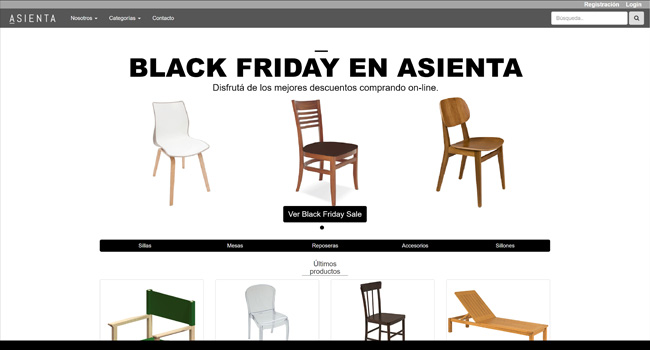 Registración Login
ASIENTA Nosotros Categorías Contacto Búsqueda..
BLACK FRIDAY EN ASIENTA
Disfrutá de los mejores descuentos comprando on-line.
Ver Black Friday Sale
Sillas Mesas Reposeras Accesorios Sillones
Últimos
productos